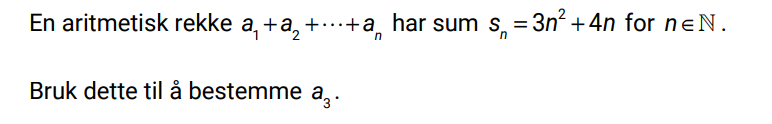 En aritmetisk rekke a₁ + a₂ + ⋯ + aₙ har sum sₙ = 3n² + 4n for n ∈ ℕ.
Bruk dette til å bestemme a₃.